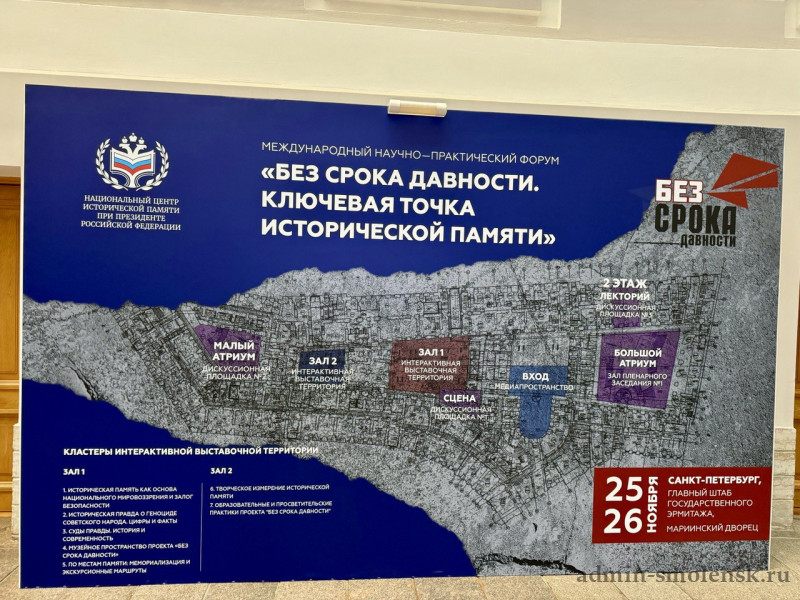 НАЦИОНАЛЬНЫЙ ЦЕНТР
ИСТОРИЧЕСКОЙ ПАМЯТИ
ПРИ ПРЕЗИДЕНТЕ
РОССИЙСКОЙ ФЕДЕРАЦИИ
МЕЖДУНАРОДНЫЙ НАУЧНО—ПРАКТИЧЕСКИЙ ФОРУМ
«БЕЗ СРОКА ДАВНОСТИ.
КЛЮЧЕВАЯ ТОЧКА
ИСТОРИЧЕСКОЙ ПАМЯТИ»
БЕЗ
СРОКА
давности
2 ЭТАЖ
ЛЕКТОРИЙ
ДИСКУССИОННАЯ
ПЛОЩАДКА №3
МАЛЫЙ
АТРИУМ
ДИСКУССИОННАЯ
ПЛОЩАДКА №2
ЗАЛ 2
ИНТЕРАКТИВНАЯ
ВЫСТАВОЧНАЯ
ТЕРРИТОРИЯ
ЗАЛ 1
ИНТЕРАКТИВНАЯ
ВЫСТАВОЧНАЯ
ТЕРРИТОРИЯ
СЦЕНА
ДИСКУССИОННАЯ
ПЛОЩАДКА №1
ВХОД
МЕДИАПРОСТРАНСТВО
БОЛЬШОЙ
АТРИУМ
ЗАЛ ПЛЕНАРНОГО
ЗАСЕДАНИЯ №1
КЛАСТЕРЫ ИНТЕРАКТИВНОЙ ВЫСТАВОЧНОЙ ТЕРРИТОРИИ
ЗАЛ 1
1. ИСТОРИЧЕСКАЯ ПАМЯТЬ КАК ОСНОВА
НАЦИОНАЛЬНОГО МИРОВОЗЗРЕНИЯ И ЗАЛОГ
БЕЗОПАСНОСТИ
2. ИСТОРИЧЕСКАЯ ПРАВДА О ГЕНОЦИДЕ
СОВЕТСКОГО НАРОДА. ЦИФРЫ И ФАКТЫ
3. СУДЫ ПРАВДЫ. ИСТОРИЯ И
СОВРЕМЕННОСТЬ
4. МУЗЕЙНОЕ ПРОСТРАНСТВО ПРОЕКТА «БЕЗ
СРОКА ДАВНОСТИ»
5. ПО МЕСТАМ ПАМЯТИ: МЕМОРИАЛИЗАЦИЯ И
ЭКСКУРСИОННЫЕ МАРШРУТЫ
ЗАЛ 2
6. ТВОРЧЕСКОЕ ИЗМЕРЕНИЕ ИСТОРИЧЕСКОЙ
ПАМЯТИ
7. ОБРАЗОВАТЕЛЬНЫЕ И ПРОСВЕТИТЕЛЬСКИЕ
ПРАКТИКИ ПРОЕКТА "БЕЗ СРОКА ДАВНОСТИ"
25
26
НОЯБРЯ
САНКТ-ПЕТЕРБУРГ,
ГЛАВНЫЙ ШТАБ
ГОСУДАРСТВЕННОГО
ЭРМИТАЖА,
МАРИИНСКИЙ ДВОРЕЦ
admin-smolensk.ru